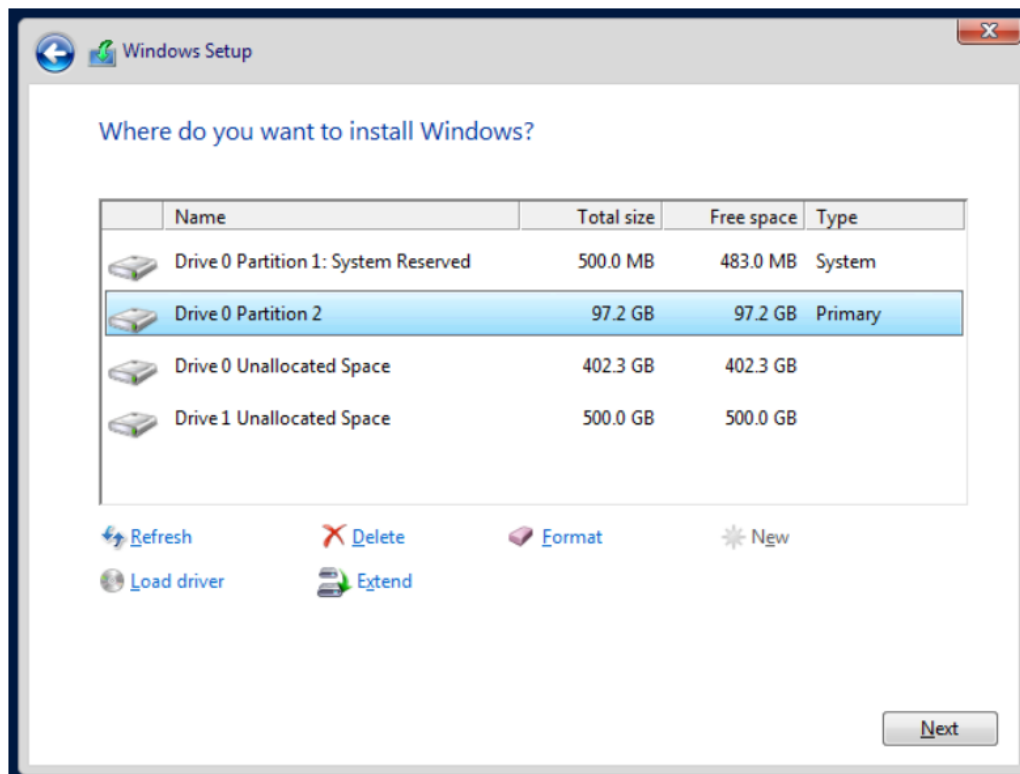 Windows Setup
Where do you want to install Windows?
Name Total size Free space Type
Drive 0 Partition 1: System Reserved 500.0 MB 483.0 MB System
Drive 0 Partition 2 97.2 GB 97.2 GB Primary
Drive 0 Unallocated Space 402.3 GB 402.3 GB
Drive 1 Unallocated Space 500.0 GB 500.0 GB
Refresh Delete Format New
Load driver Extend
Next